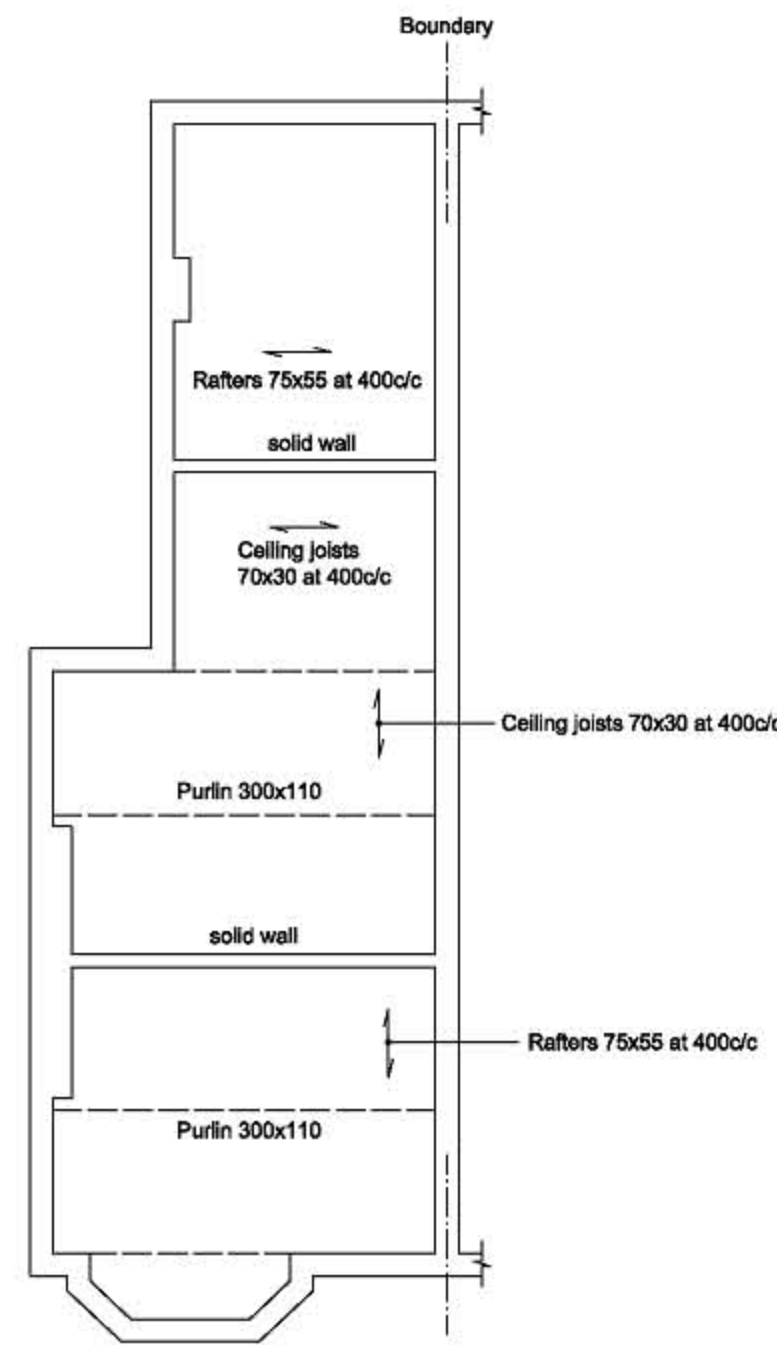 Boundary
Rafters 75x55 at 400c/c
solid wall
Ceiling joists
70x30 at 400c/c
Ceiling joists 70x30 at 400c/c
Purlin 300x110
solid wall
Rafters 75x55 at 400c/c
Purlin 300x110